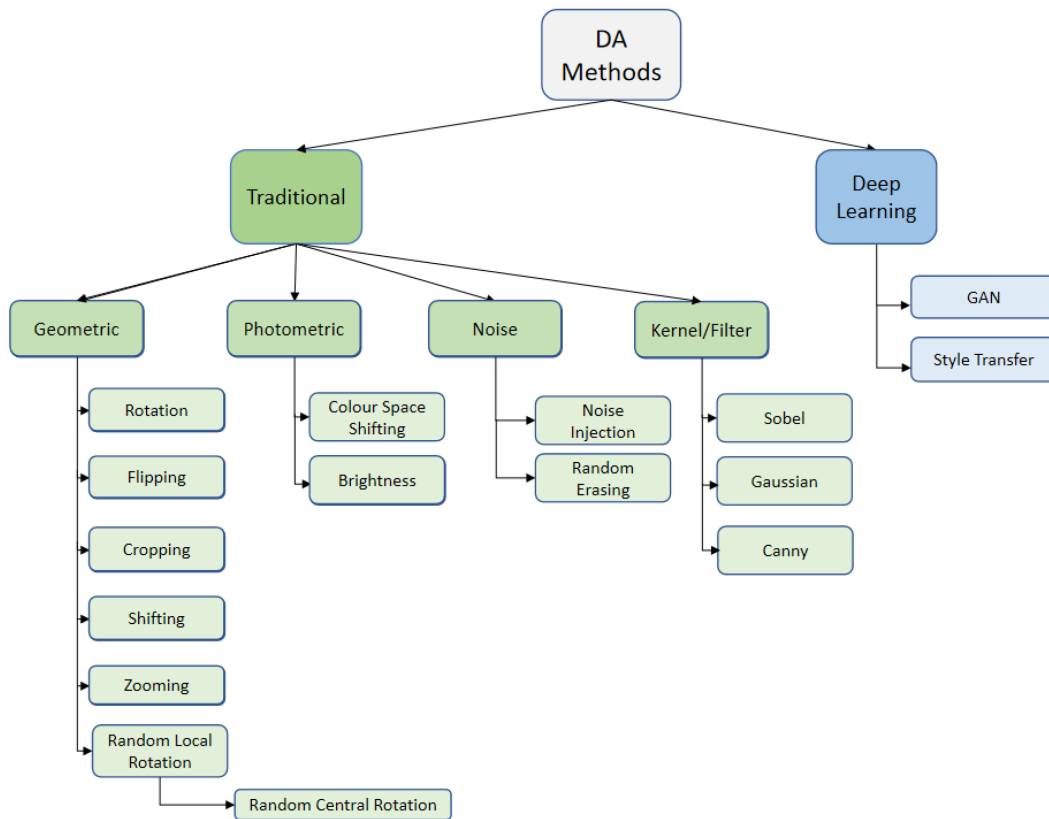 DA
Methods
Traditional
Deep
Learning
Geometric
Photometric
Noise
Kernel/Filter
GAN
Style Transfer
Rotation
Flipping
Cropping
Shifting
Zooming
Random Local
Rotation
Random Central Rotation
Colour Space
Shifting
Brightness
Noise
Injection
Random
Erasing
Sobel
Gaussian
Canny